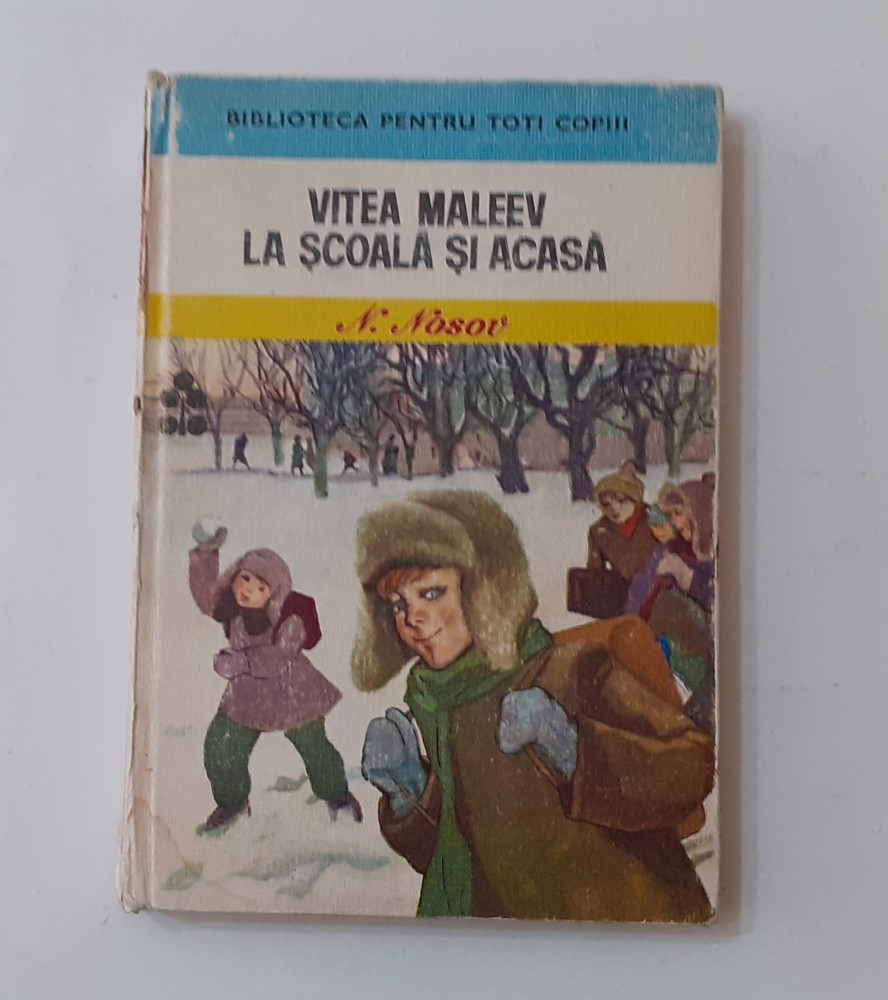 BIBLIOTECA PENTRU TOȚI COPIII
VITEA MALEEV
LA ȘCOALĂ ȘI ACASĂ
N. Nosov